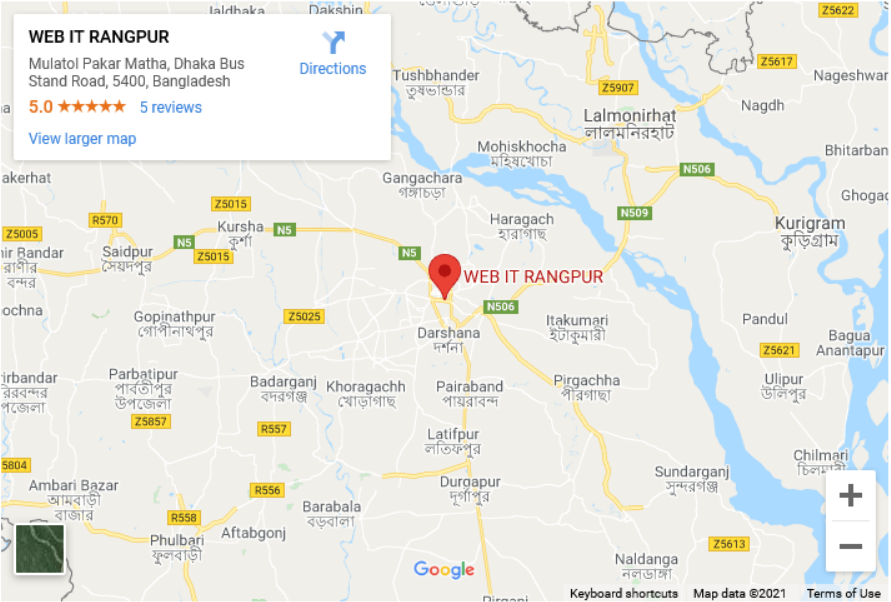 Jaldhaka
Dakshin
Z5622
WEB IT RANGPUR
Mulatol Pakar Matha, Dhaka Bus
Stand Road, 5400, Bangladesh
5.0 ★★★★★ 5 reviews
View larger map
Directions
Tushbhander
তুষভান্ডার
Z5617
Z5907
Nageshwar
Nagdh
Lalmonirhat
লালমনিরহাট
Mohiskhocha
মহিষখোচা
Bhitarban
akerhat
Gangachara
গঙ্গাচড়া
N506
Ghogad
Z5015
R570
Haragach
হারাগাছ
N509
Kurigram
কুড়িগ্রাম
Z5005
Kursha
কুর্শা
N5
N5
Z5015
Saidpur
সৈয়দপুর
nir Bandar
রাণীর
বন্দর
N5
WEB IT RANGPUR
N506
ochna
Gopinathpur
গোপীনাথপুর
Z5025
Darshana
দর্শনা
Itakumari
ইটাকুমারী
Pandul
Bagua
Anantapur
Z5621
irbandar
রিরবন্দর
পজেলা
Parbatipur
পার্বতীপুর
উপজেলা
Badarganj
বদরগঞ্জ
Khoragachh
খোড়াগাছ
Pairaband
পায়রাবন্দ
Pirgachha
পীরগাছা
Ulipur
উলিপুর
Z5857
R557
Latifpur
লতিফপুর
5804
Chilmari
চিলমারী
Sundarganj
সুন্দরগঞ্জ
Ambari Bazar
আমবাড়ী
বাজার
R556
Durgapur
দুর্গাপুর
Barabala
বড়বালা
R558
Aftabgonj
Phulbari
ফুলবাড়ী
Z5613
Naldanga
নলডাঙ্গা
Google
Pirganj
Keyboard shortcuts Map data ©2021 Terms of Use